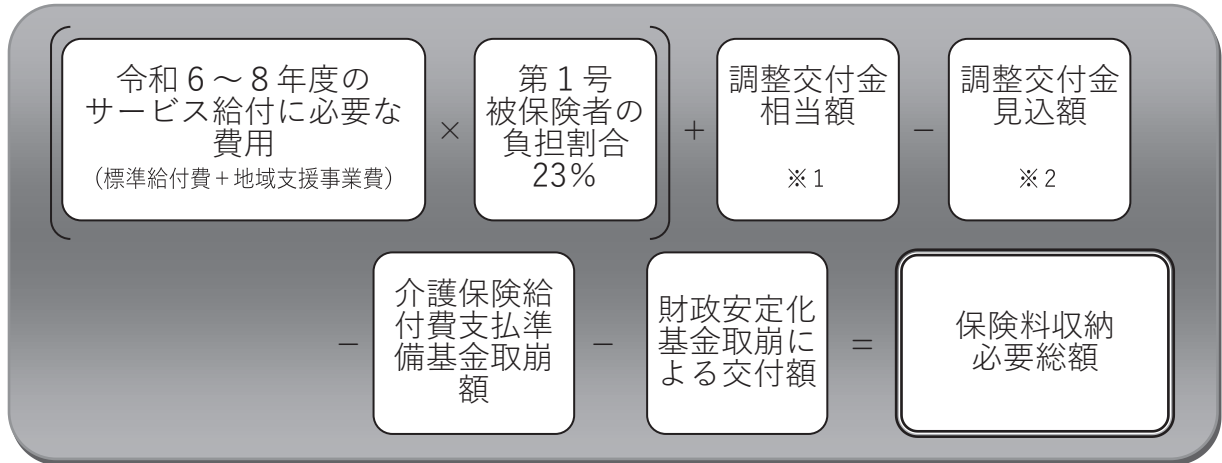 令和６～８年度の
サービス給付に必要な
費用
(標準給付費＋地域支援事業費)
×
第１号
被保険者の
負担割合
23%
＋
調整交付金
相当額
※１
－
調整交付金
見込額
※２
－
介護保険給
付費支払準
備基金取崩
額
－
財政安定化
基金取崩に
よる交付額
＝
保険料収納
必要総額